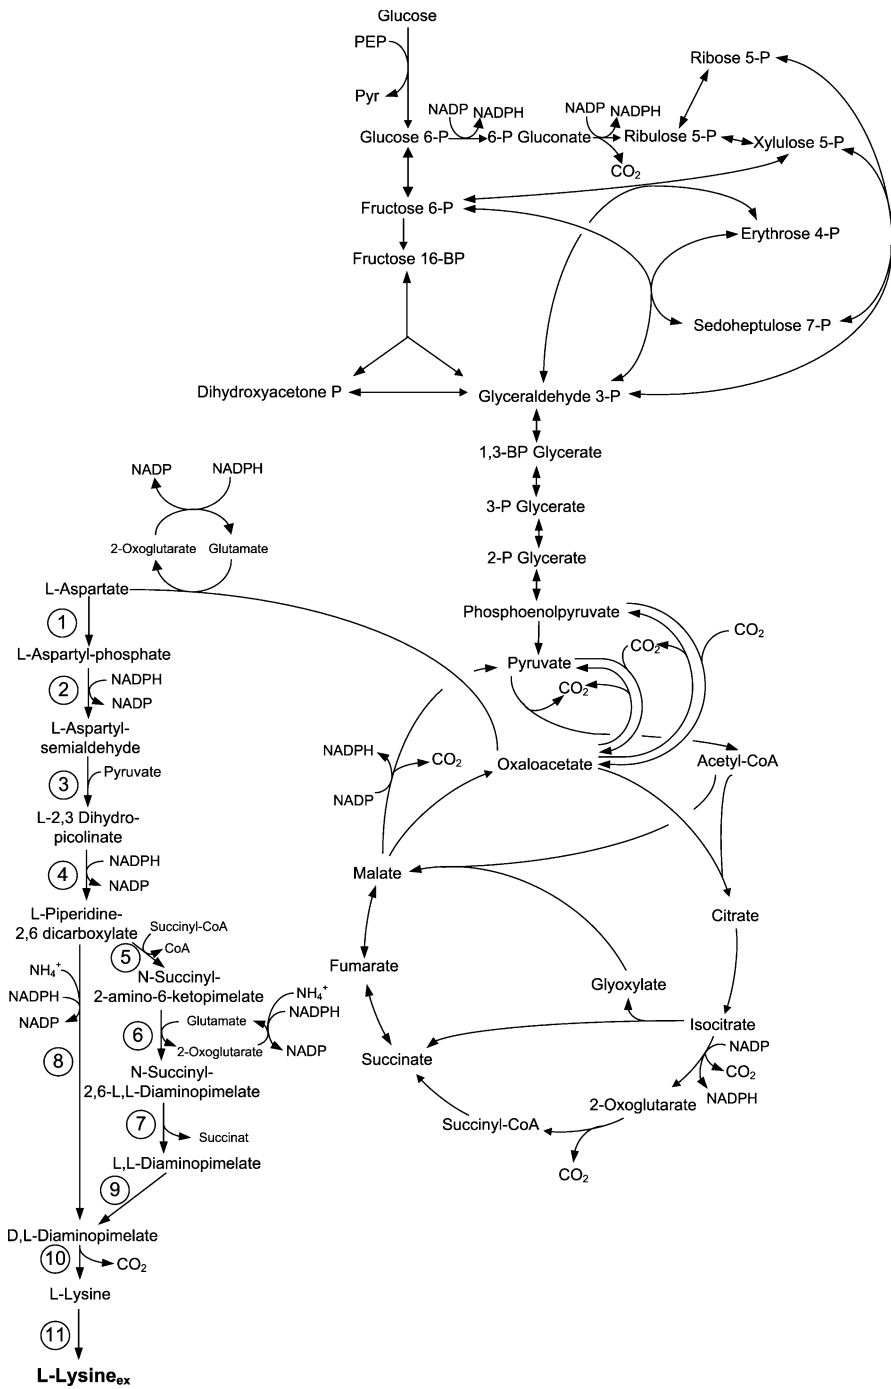 Glucose
PEP
Pyr
Ribose 5-P
NADP NADPH
NADP NADPH
Glucose 6-P
6-P Gluconate
Ribulose 5-P
Xylulose 5-P
CO2
Fructose 6-P
Erythrose 4-P
Fructose 16-BP
Sedoheptulose 7-P
Dihydroxyacetone P
Glyceraldehyde 3-P
1,3-BP Glycerate
3-P Glycerate
2-P Glycerate
Phosphoenolpyruvate
CO2
CO2
Pyruvate
CO2
NADP
NADPH
2-Oxoglutarate
Glutamate
L-Aspartate
1
L-Aspartyl-phosphate
2
NADPH
NADP
L-Aspartyl-
semialdehyde
3
Pyruvate
L-2,3 Dihydro-
picolinate
4
NADPH
NADP
L-Piperidine-
2,6 dicarboxylate
5
Succinyl-CoA
CoA
NH4+
NADPH
NADP
N-Succinyl-
2-amino-6-ketopimelate
6
Glutamate
2-Oxoglutarate
NH4+
NADPH
NADP
8
N-Succinyl-
2,6-L,L-Diaminopimelate
7
Succinat
L,L-Diaminopimelate
9
D,L-Diaminopimelate
10
CO2
L-Lysine
11
L-Lysineex
NADPH
CO2
NADP
Oxaloacetate
Acetyl-CoA
Malate
Citrate
Fumarate
Glyoxylate
Isocitrate
NADP
CO2
NADPH
Succinate
2-Oxoglutarate
Succinyl-CoA
CO2